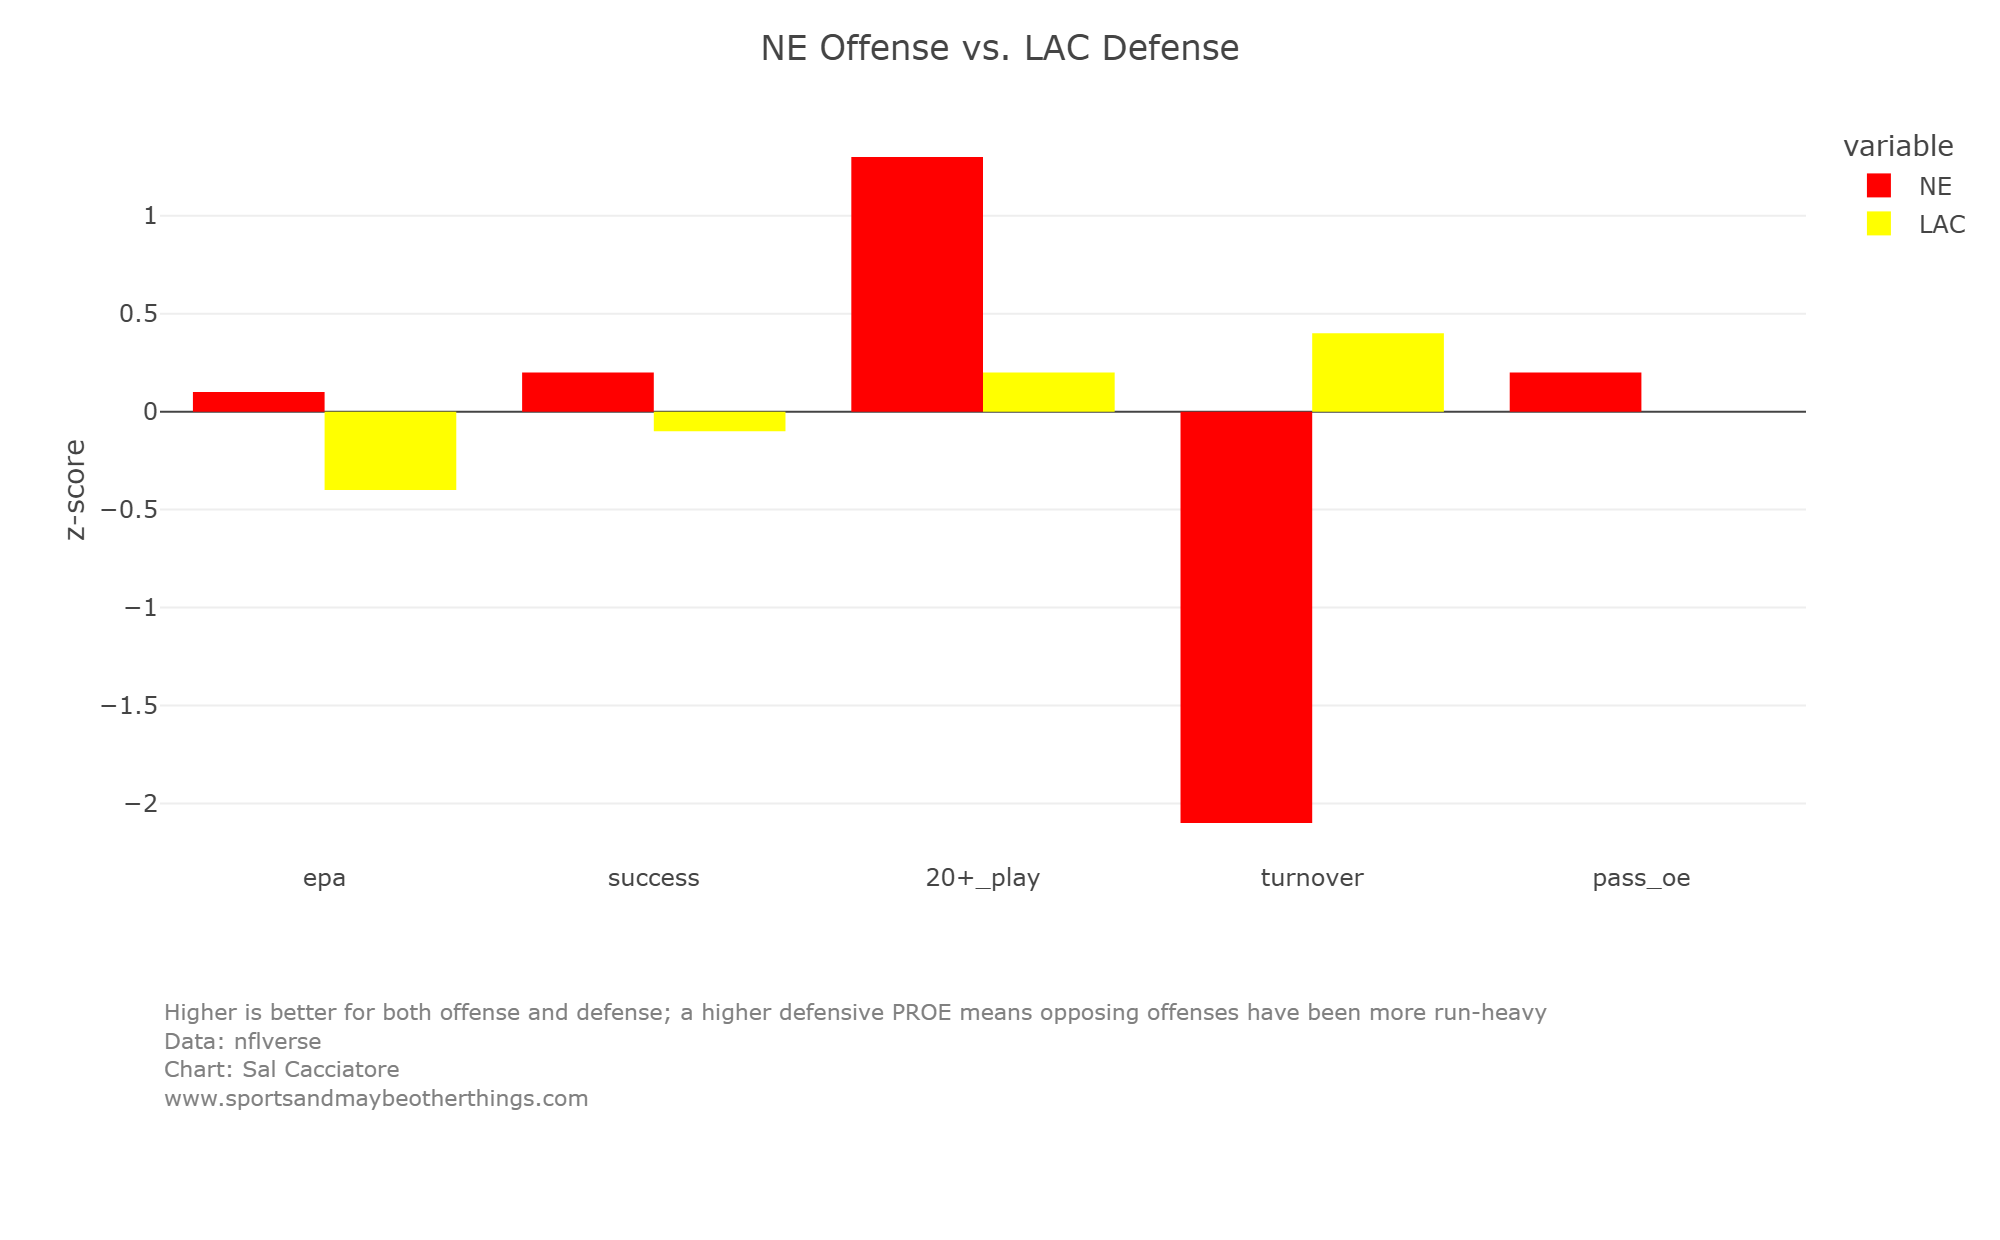 NE Offense vs. LAC Defense
variable
NE
LAC
1
0.5
0
−0.5
−1
−1.5
−2
z-score
epa
success
20+_play
turnover
pass_oe
Higher is better for both offense and defense; a higher defensive PROE means opposing offenses have been more run-heavy
Data: nflverse
Chart: Sal Cacciatore
www.sportsandmaybeotherthings.com